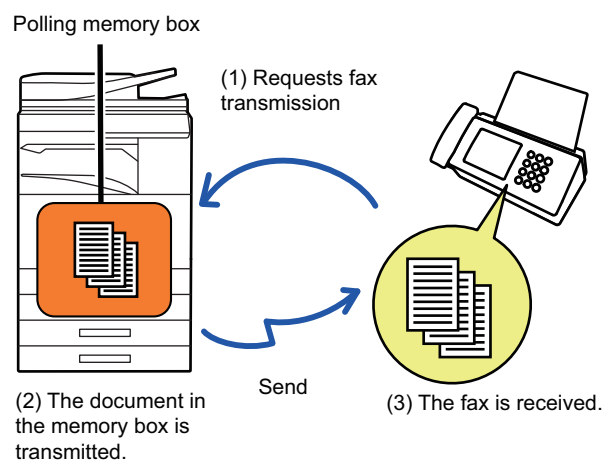 Polling memory box
(1) Requests fax
transmission
Send
(2) The document in
the memory box is
transmitted.
(3) The fax is received.